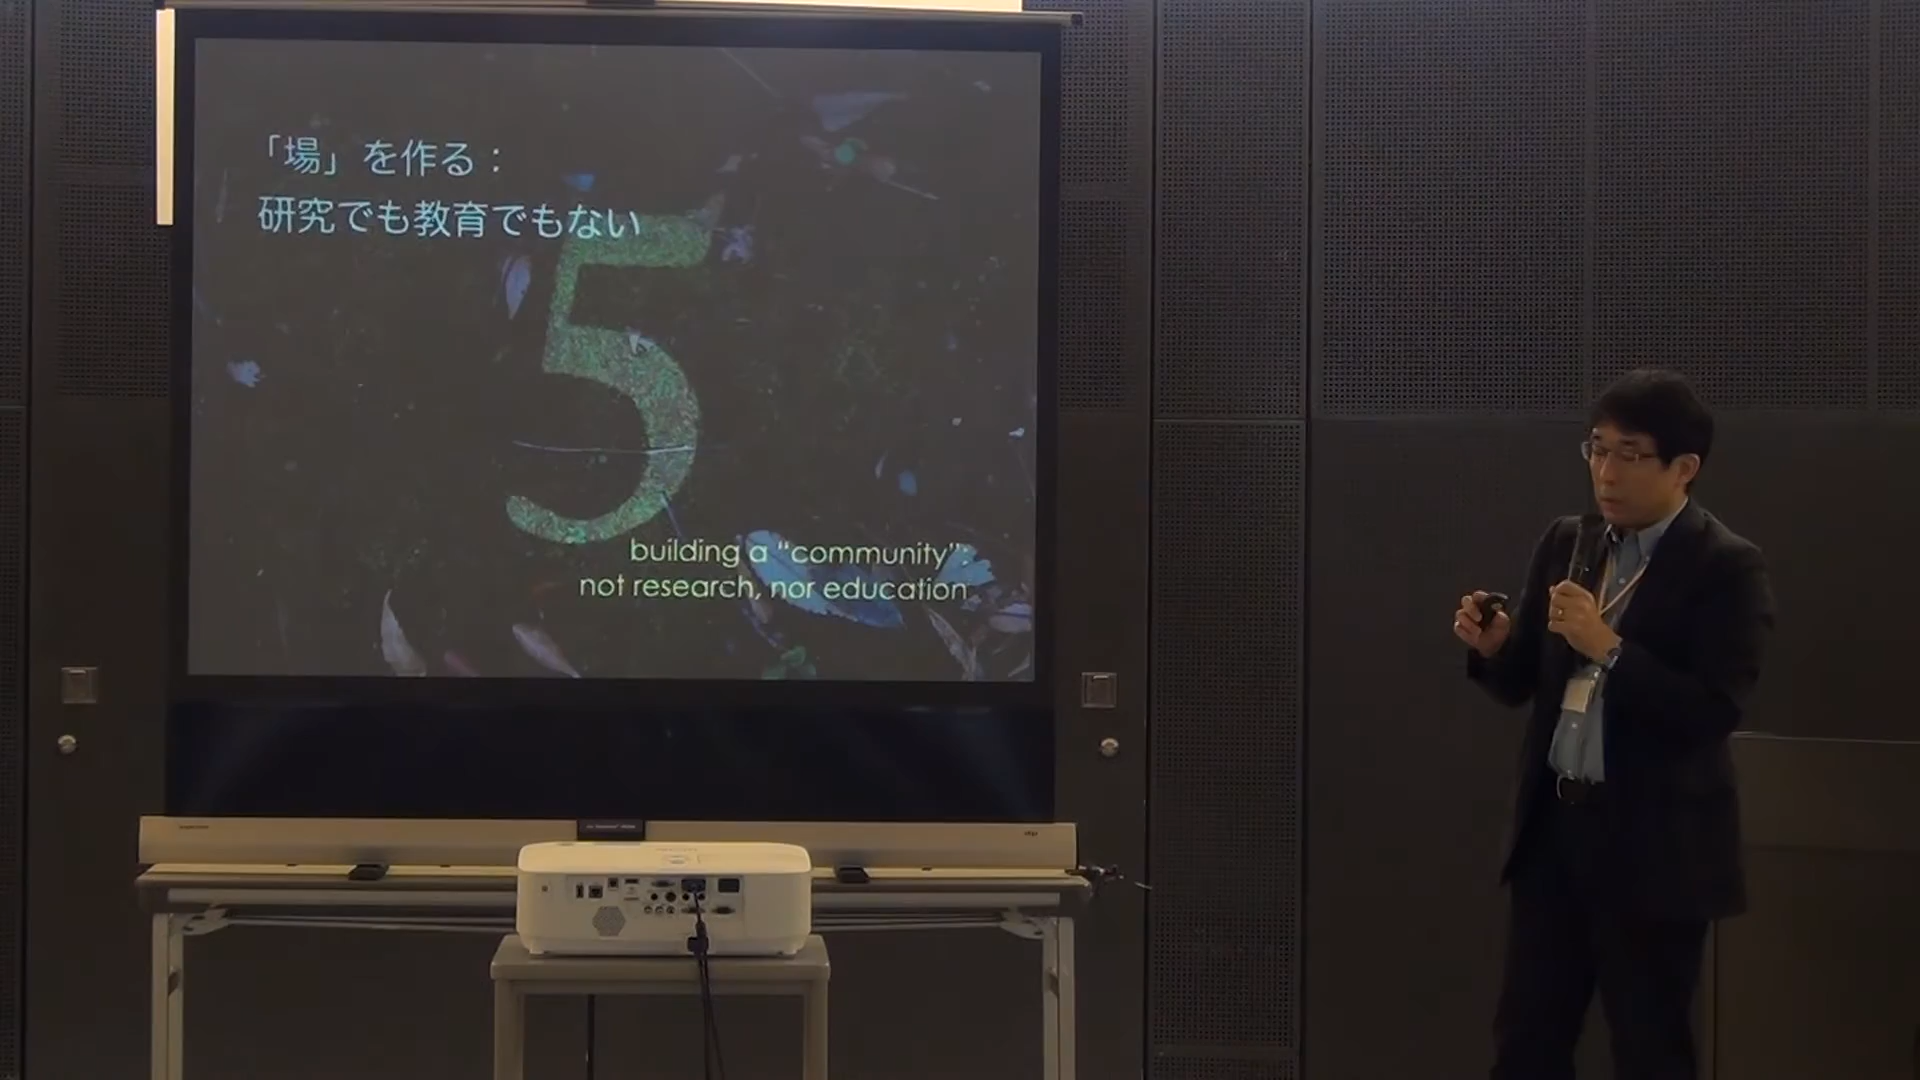 「場」を作る：
研究でも教育でもない
5
building a “community”:
not research, nor education